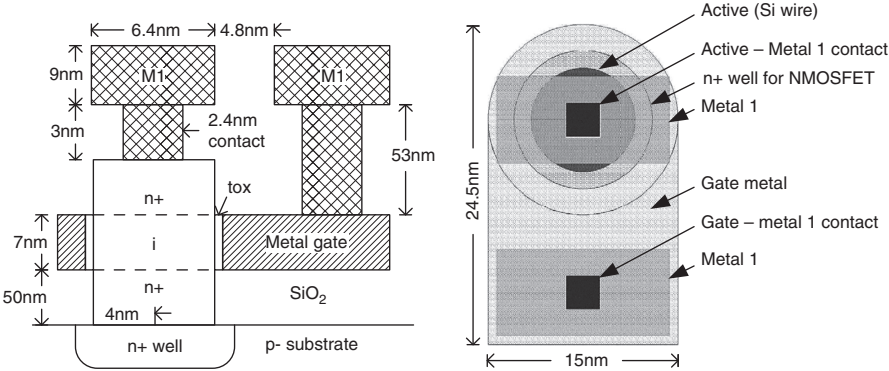 6.4nm
4.8nm
9nm
M1
M1
3nm
2.4nm
contact
53nm
n+
tox
7nm
i
Metal gate
50nm
n+
SiO2
4nm
n+ well
p- substrate
Active (Si wire)
Active – Metal 1 contact
n+ well for NMOSFET
Metal 1
24.5nm
Gate metal
Gate – metal 1 contact
Metal 1
15nm